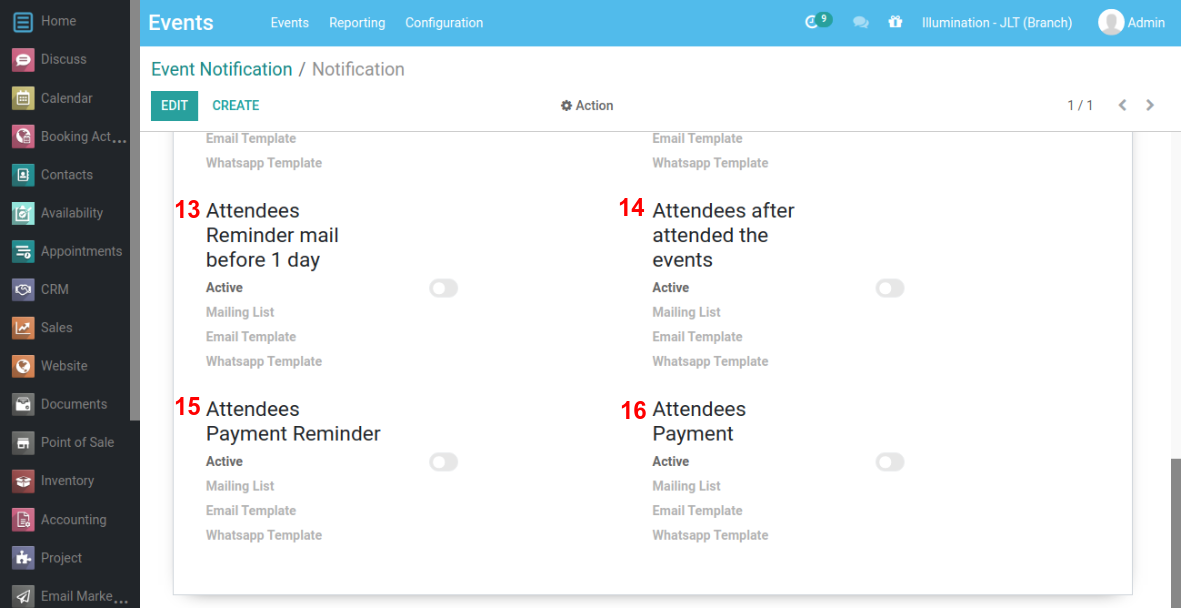 Home
Discuss
Calendar
Booking Act...
Contacts
Availability
Appointments
CRM
Sales
Website
Documents
Point of Sale
Inventory
Accounting
Project
Email Marke...
Events Events Reporting Configuration 9 Illumination - JLT (Branch) Admin
Event Notification / Notification
EDIT CREATE Action 1 / 1
Email Template
Whatsapp Template
Email Template
Whatsapp Template
13 Attendees
Reminder mail
before 1 day
Active
Mailing List
Email Template
Whatsapp Template
14 Attendees after
attended the
events
Active
Mailing List
Email Template
Whatsapp Template
15 Attendees
Payment Reminder
Active
Mailing List
Email Template
Whatsapp Template
16 Attendees
Payment
Active
Mailing List
Email Template
Whatsapp Template